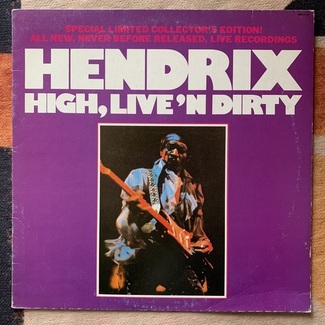 SPECIAL LIMITED COLLECTOR'S EDITION!
ALL NEW, NEVER BEFORE RELEASED, LIVE RECORDINGS
HENDRIX
HIGH, LIVE 'N DIRTY